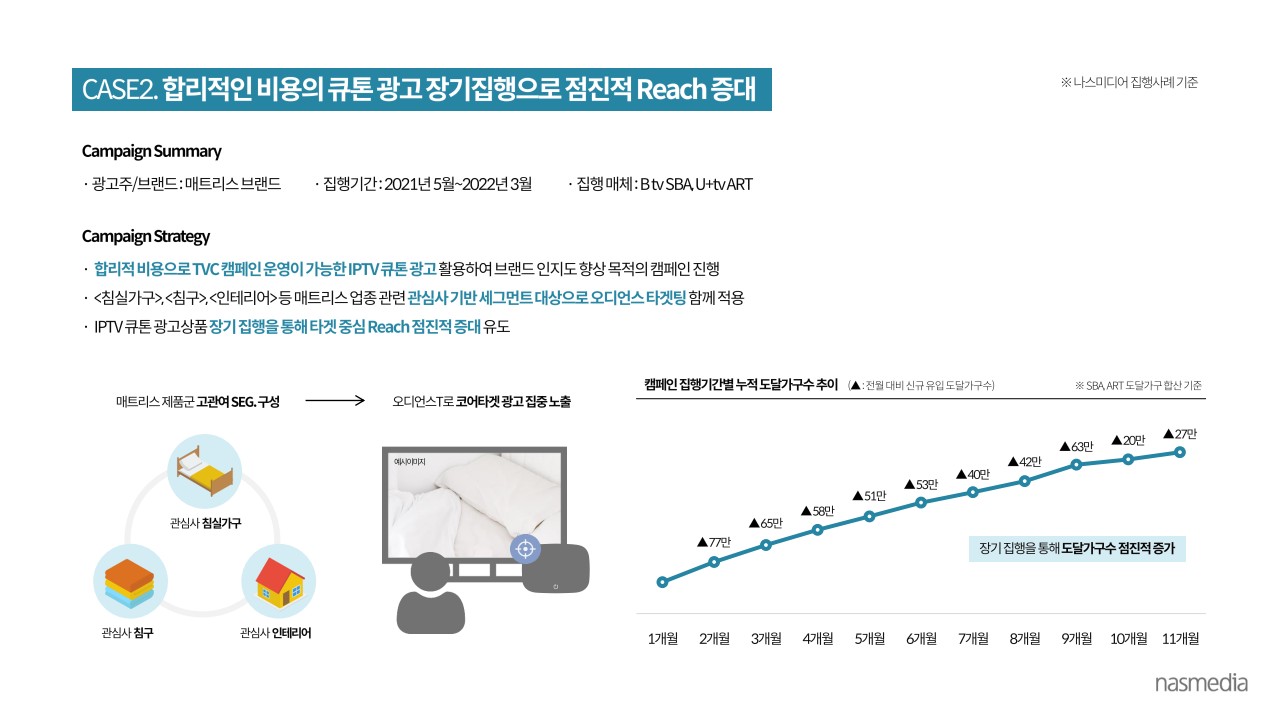 CASE2. 합리적인 비용의 큐톤 광고 장기집행으로 점진적 Reach 증대
※ 나스미디어 집행사례 기준
Campaign Summary
· 광고주/브랜드 : 매트리스 브랜드 · 집행기간 : 2021년 5월~2022년 3월 · 집행 매체 : B tv SBA, U+tv ART
Campaign Strategy
· 합리적 비용으로 TVC 캠페인 운영이 가능한 IPTV 큐톤 광고 활용하여 브랜드 인지도 향상 목적의 캠페인 진행
· <침실가구>, <침구>, <인테리어> 등 매트리스 업종 관련 관심사 기반 세그먼트 대상으로 오디언스 타겟팅 함께 적용
· IPTV 큐톤 광고상품 장기 집행을 통해 타겟 중심 Reach 점진적 증대 유도
매트리스 제품군 고관여 SEG. 구성
오디언스T로 코어타겟 광고 집중 노출
관심사 침실가구
관심사 침구
관심사 인테리어
예시이미지
캠페인 집행기간별 누적 도달가구수 추이 (▲ : 전월 대비 신규 유입 도달가구수)
※ SBA, ART 도달가구 합산 기준
▲77만
▲65만
▲58만
▲51만
▲53만
▲40만
▲42만
▲63만
▲20만
▲27만
장기 집행을 통해 도달가구수 점진적 증가
1개월 2개월 3개월 4개월 5개월 6개월 7개월 8개월 9개월 10개월 11개월
nasmedia